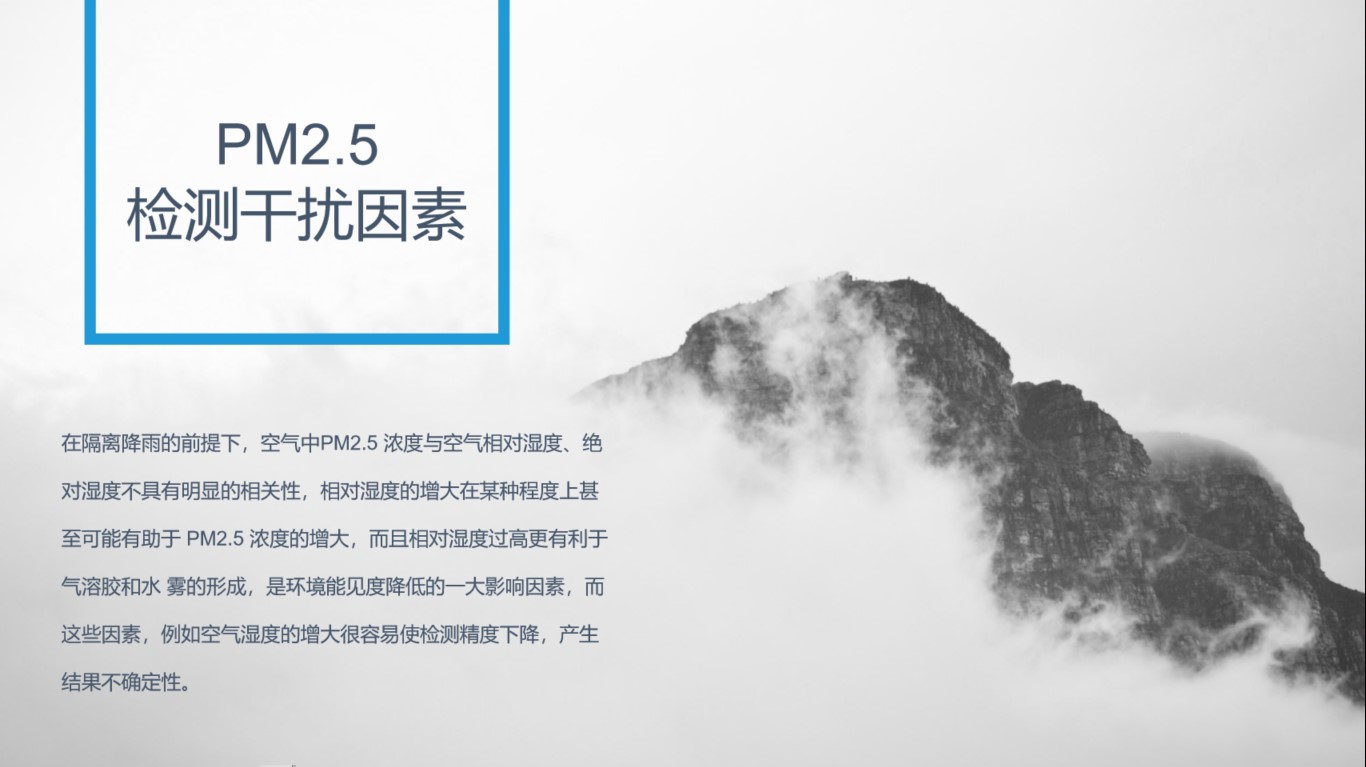 PM2.5
检测干扰因素
在隔离降雨的前提下，空气中PM2.5 浓度与空气相对湿度、绝
对湿度不具有明显的相关性，相对湿度的增大在某种程度上甚
至可能有助于 PM2.5 浓度的增大，而且相对湿度过高更有利于
气溶胶和水 雾的形成，是环境能见度降低的一大影响因素，而
这些因素，例如空气湿度的增大很容易使检测精度下降，产生
结果不确定性。